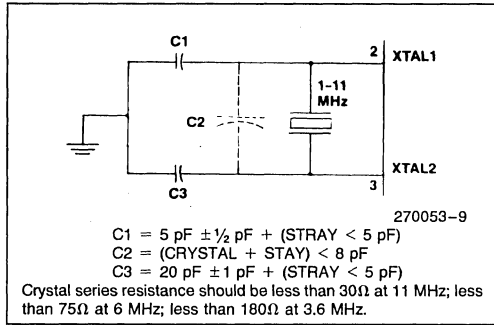 C1
2 XTAL1
1-11
MHz
C2
XTAL2
3
C3
270053-9
C1 = 5 pF ± ½ pF + (STRAY < 5 pF)
C2 = (CRYSTAL + STAY) < 8 pF
C3 = 20 pF ± 1 pF + (STRAY < 5 pF)
Crystal series resistance should be less than 30Ω at 11 MHz; less
than 75Ω at 6 MHz; less than 180Ω at 3.6 MHz.